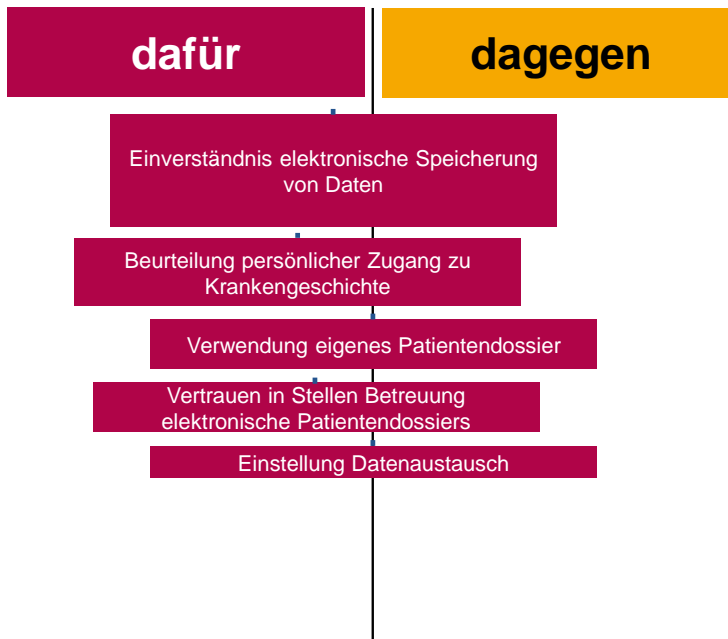 dafür
dagegen
Einverständnis elektronische Speicherung
von Daten
Beurteilung persönlicher Zugang zu
Krankengeschichte
Verwendung eigenes Patientendossier
Vertrauen in Stellen Betreuung
elektronische Patientendossiers
Einstellung Datenaustausch